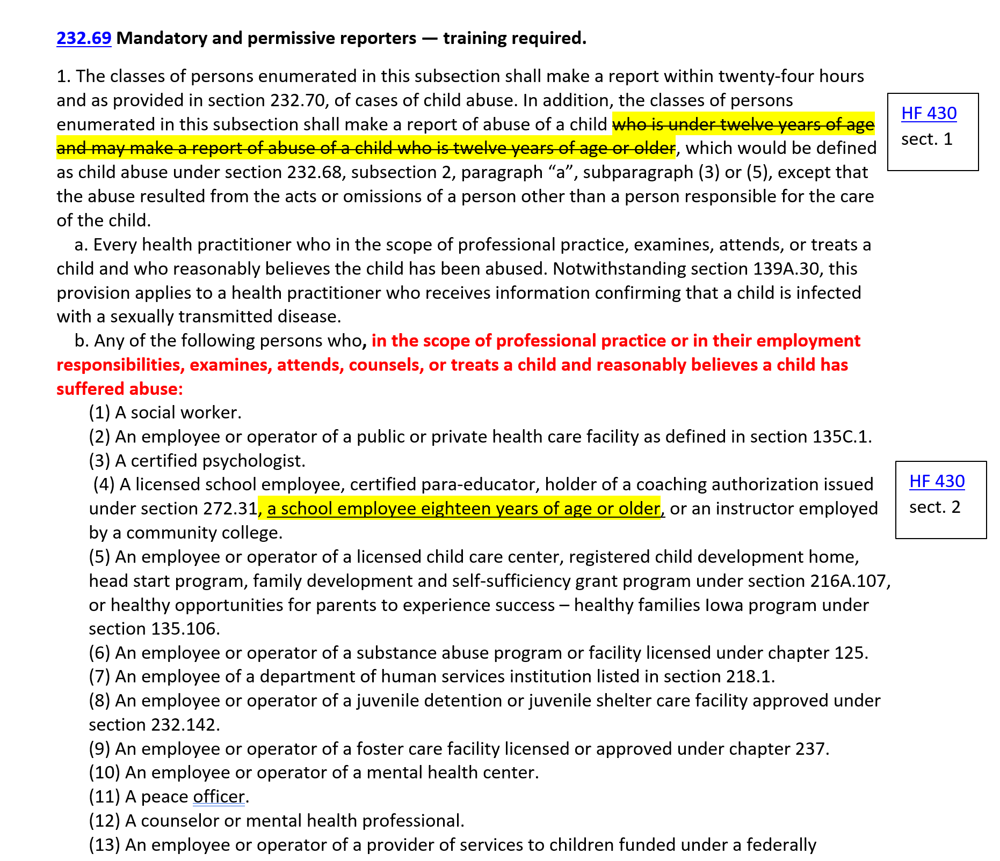 232.69 Mandatory and permissive reporters — training required.
1. The classes of persons enumerated in this subsection shall make a report within twenty-four hours
and as provided in section 232.70, of cases of child abuse. In addition, the classes of persons
enumerated in this subsection shall make a report of abuse of a child who is under twelve years of age
and may make a report of abuse of a child who is twelve years of age or older, which would be defined
as child abuse under section 232.68, subsection 2, paragraph “a”, subparagraph (3) or (5), except that
the abuse resulted from the acts or omissions of a person other than a person responsible for the care
of the child.
HF 430
sect. 1
a. Every health practitioner who in the scope of professional practice, examines, attends, or treats a
child and who reasonably believes the child has been abused. Notwithstanding section 139A.30, this
provision applies to a health practitioner who receives information confirming that a child is infected
with a sexually transmitted disease.
b. Any of the following persons who, in the scope of professional practice or in their employment
responsibilities, examines, attends, counsels, or treats a child and reasonably believes a child has
suffered abuse:
(1) A social worker.
(2) An employee or operator of a public or private health care facility as defined in section 135C.1.
(3) A certified psychologist.
(4) A licensed school employee, certified para-educator, holder of a coaching authorization issued
under section 272.31, a school employee eighteen years of age or older, or an instructor employed
by a community college.
HF 430
sect. 2
(5) An employee or operator of a licensed child care center, registered child development home,
head start program, family development and self-sufficiency grant program under section 216A.107,
or healthy opportunities for parents to experience success – healthy families Iowa program under
section 135.106.
(6) An employee or operator of a substance abuse program or facility licensed under chapter 125.
(7) An employee of a department of human services institution listed in section 218.1.
(8) An employee or operator of a juvenile detention or juvenile shelter care facility approved under
section 232.142.
(9) An employee or operator of a foster care facility licensed or approved under chapter 237.
(10) An employee or operator of a mental health center.
(11) A peace officer.
(12) A counselor or mental health professional.
(13) An employee or operator of a provider of services to children funded under a federally